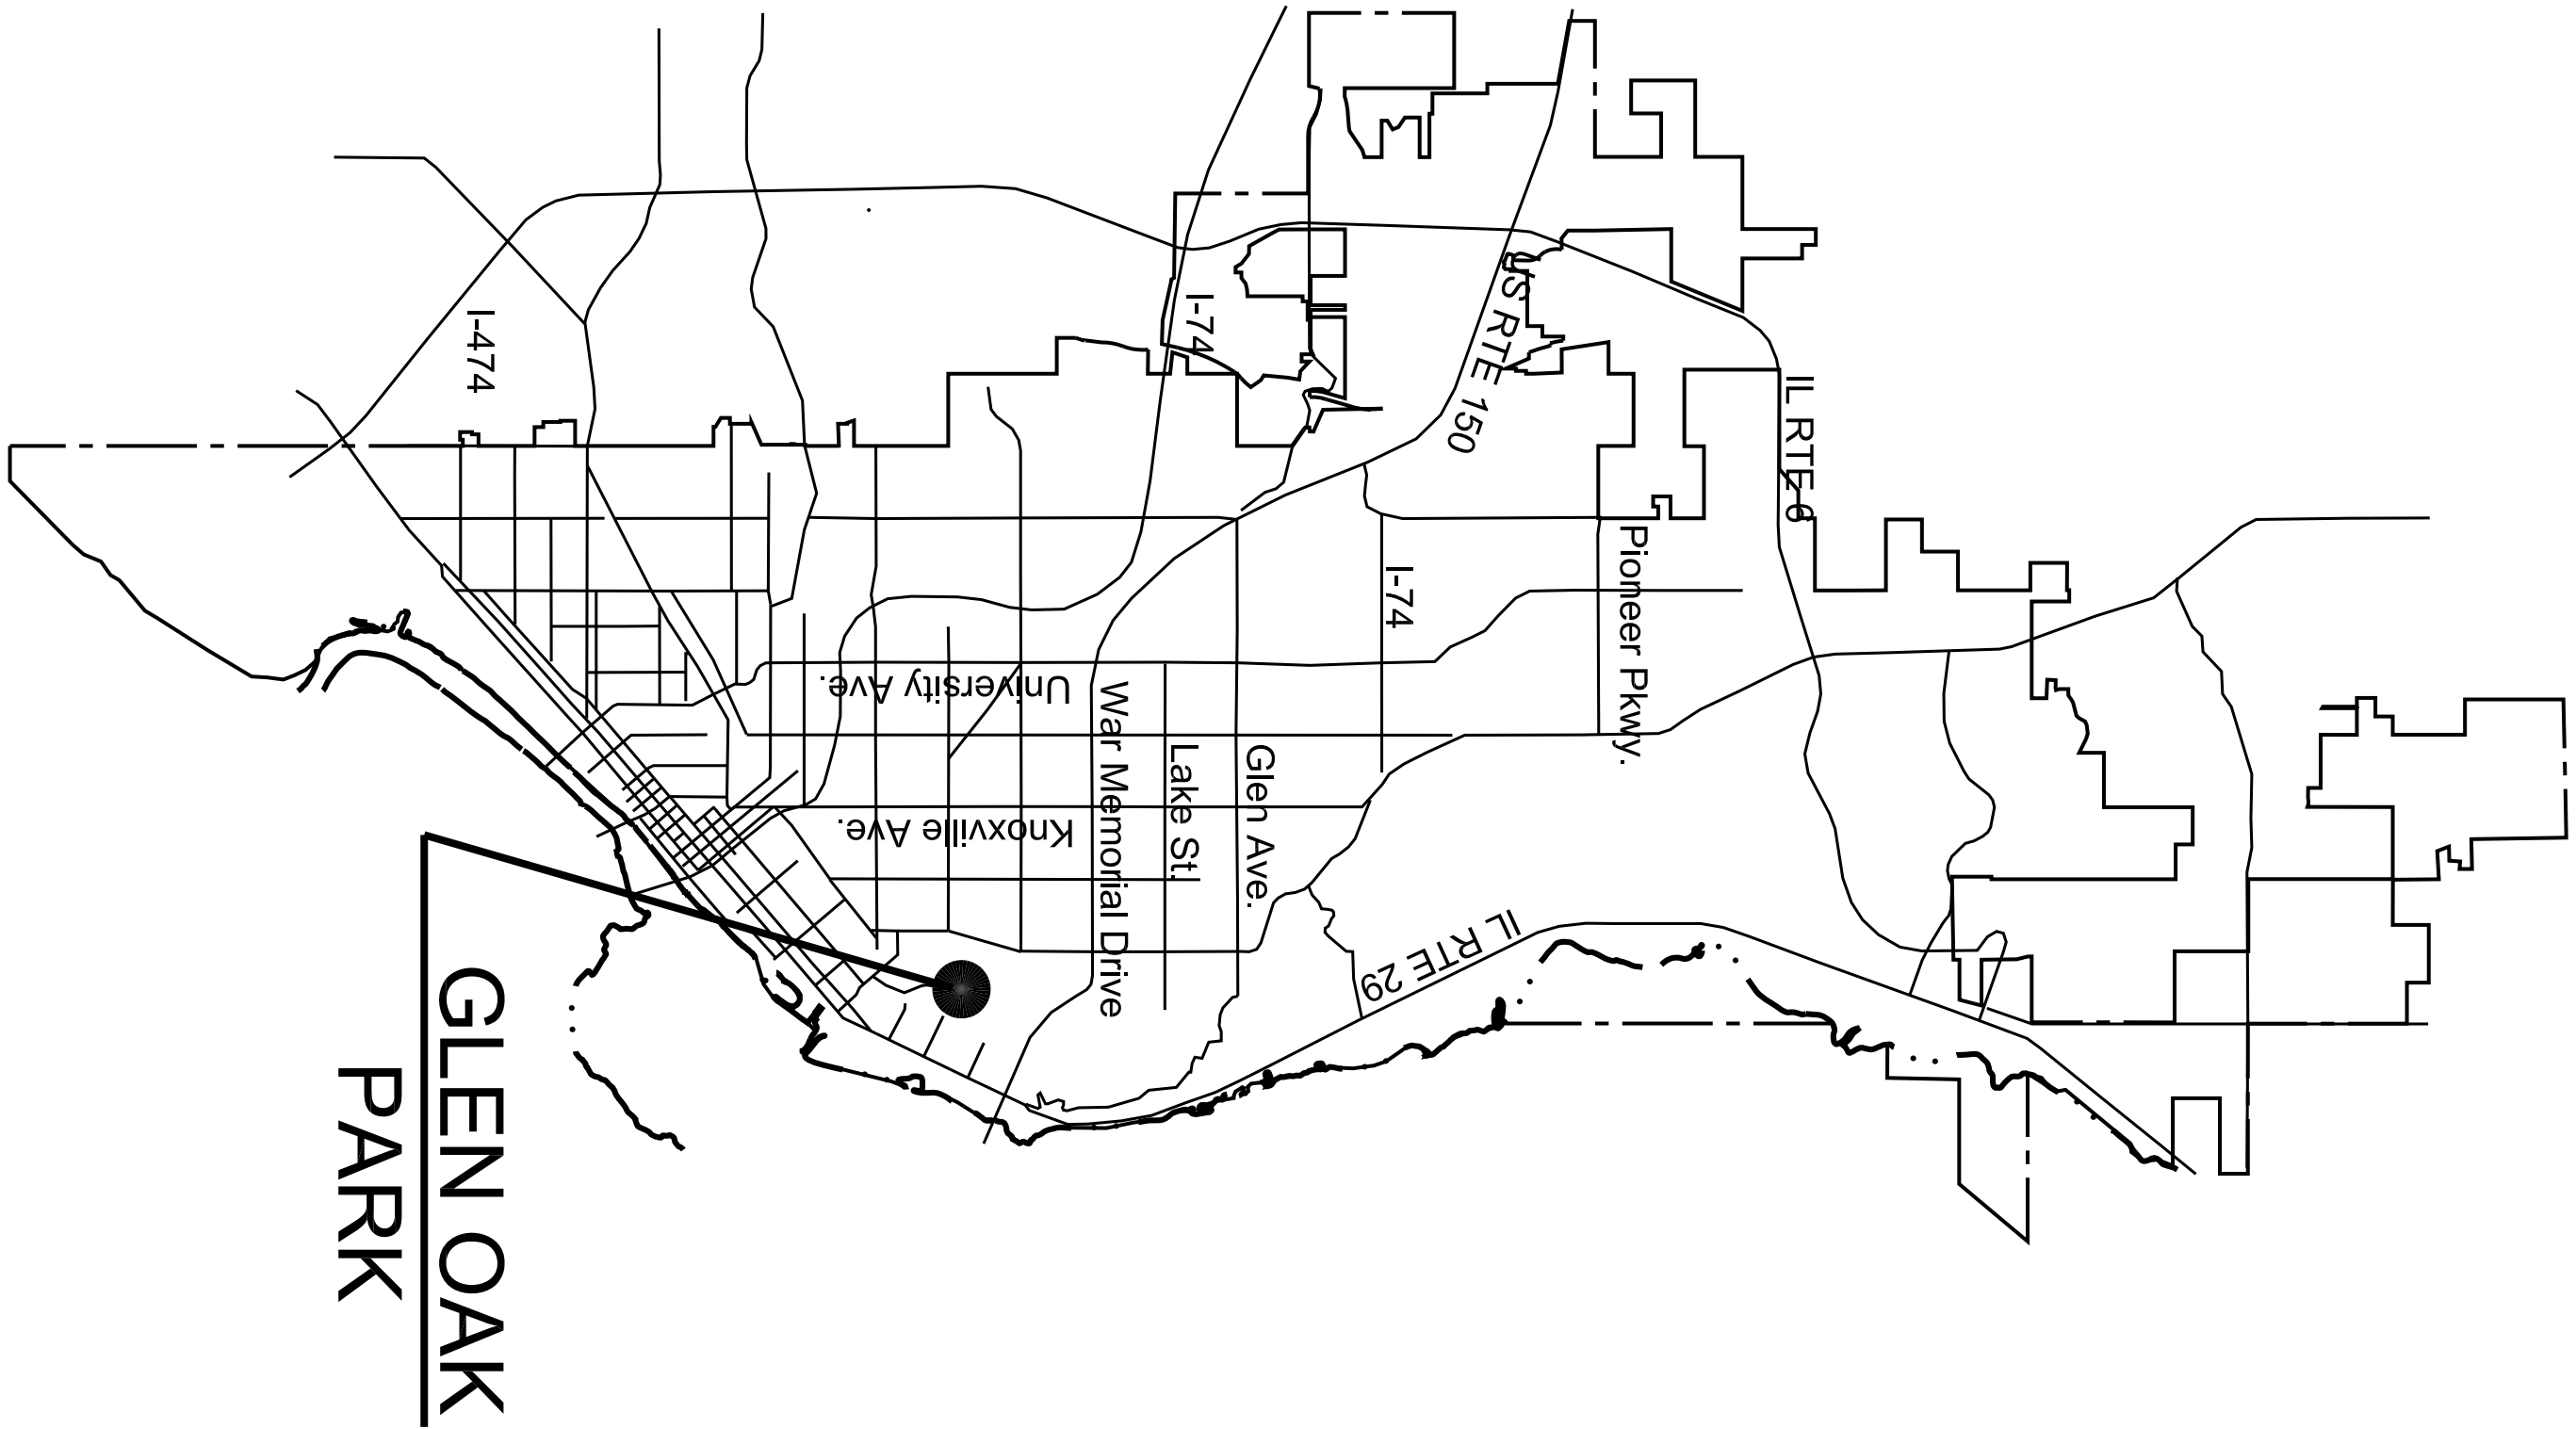 IL RTE 6
US RTE 150
I-74
I-474
Pioneer Pkwy.
I-74
Glen Ave.
Lake St.
War Memorial Drive
University Ave.
Knoxville Ave.
IL RTE 29
GLEN OAK
PARK